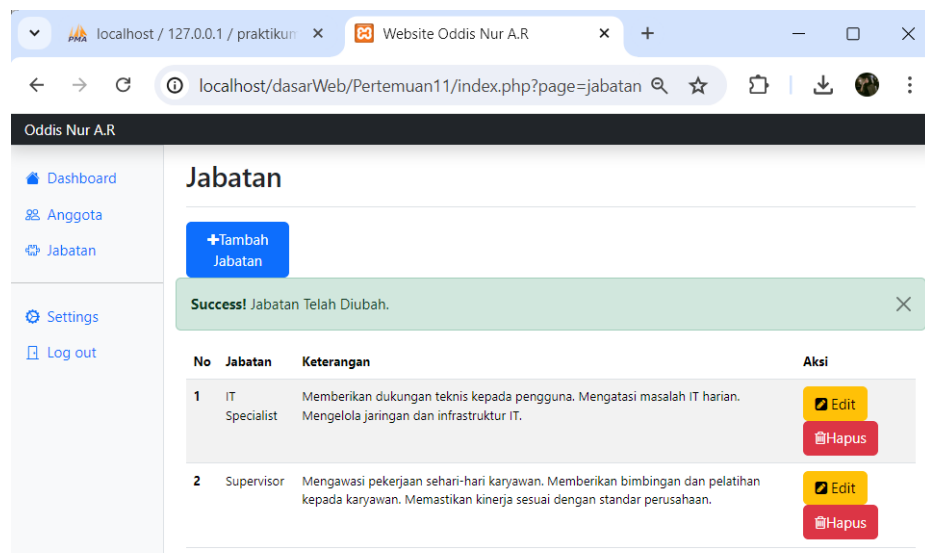 PMA localhost / 127.0.0.1 / praktikum
Website Oddis Nur A.R
localhost/dasarWeb/Pertemuan11/index.php?page=jabatan
Oddis Nur A.R
Dashboard
Anggota
Jabatan
Settings
Log out
Jabatan
Tambah
Jabatan
Success! Jabatan Telah Diubah.
No Jabatan Keterangan Aksi
1 IT Memberikan dukungan teknis kepada pengguna. Mengatasi masalah IT harian. Edit
Specialist Mengelola jaringan dan infrastruktur IT.
Hapus
2 Supervisor Mengawasi pekerjaan sehari-hari karyawan. Memberikan bimbingan dan pelatihan Edit
kepada karyawan. Memastikan kinerja sesuai dengan standar perusahaan.
Hapus